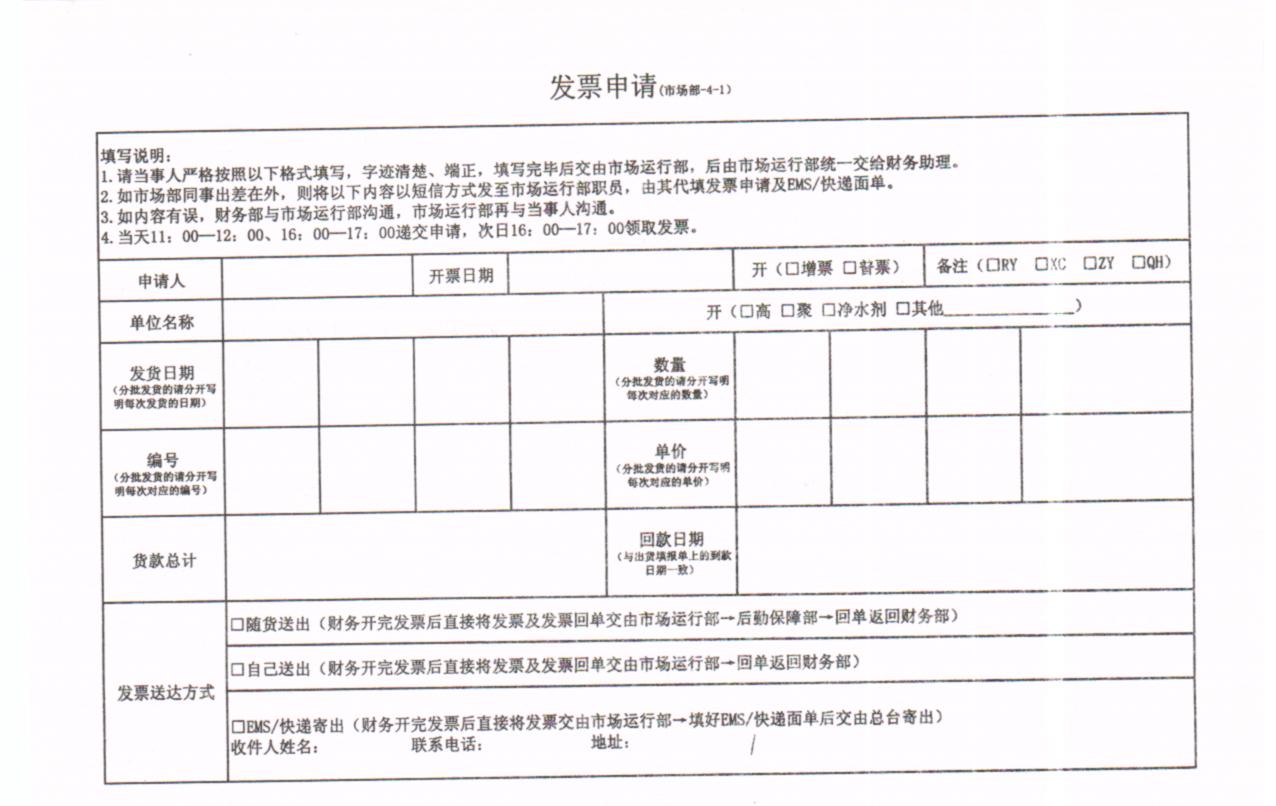 发票申请(市场部-4-1)
填写说明：
1.请当事人严格按照以下格式填写，字迹清楚、端正，填写完毕后交由市场运行部，后由市场运行部统一交给财务助理。
2.如市场部同事出差在外，则将以下内容以短信方式发至市场运行部职员，由其代填发票申请及EMS/快递面单。
3.如内容有误，财务部与市场运行部沟通，市场运行部再与当事人沟通。
4.当天11：00—12：00、16：00—17：00递交申请，次日16：00—17：00领取发票。
申请人 开票日期 开（□增票 □普票） 备注（□RY □XC □ZY □QH）
单位名称 开（□高 □聚 □净水剂 □其他____________）
发货日期 数量
（分批发货的请分开写 （分批发货的请分开写明
明每次发货的日期） 每次对应的数量）
编号 单价
（分批发货的请分开写 （分批发货的请分开写明
明每次对应的编号） 每次对应的单价）
货款总计 回款日期
（与出货填报单上的到款
日期一致）
发票送达方式
□随货送出（财务开完发票后直接将发票及发票回单交由市场运行部→后勤保障部→回单返回财务部）
□自己送出（财务开完发票后直接将发票及发票回单交由市场运行部→回单返回财务部）
□EMS/快递寄出（财务开完发票后直接将发票交由市场运行部→填好EMS/快递面单后交由总台寄出）
收件人姓名： 联系电话： 地址：